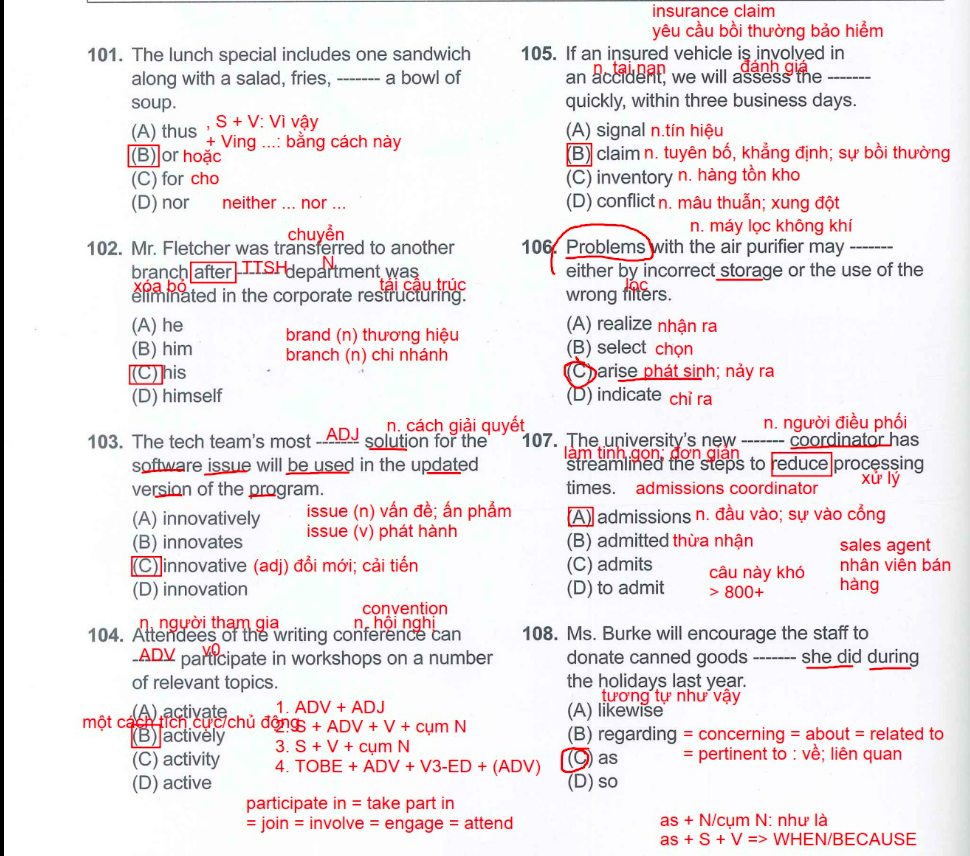 insurance claim
yêu cầu bồi thường bảo hiểm
101. The lunch special includes one sandwich
along with a salad, fries, ------- a bowl of
soup.
(A) thus , S + V: Vì vậy
+ Ving ...: bằng cách này
(B) or hoặc
(C) for cho
(D) nor neither ... nor ...
chuyển
102. Mr. Fletcher was transferred to another
branch after ------- department was
TTSH N
xóa bỏ tái cấu trúc
eliminated in the corporate restructuring.
(A) he
(B) him
(C) his
(D) himself
brand (n) thương hiệu
branch (n) chi nhánh
n. cách giải quyết
103. The tech team's most ------- solution for the
ADJ
software issue will be used in the updated
version of the program.
(A) innovatively
(B) innovates
(C) innovative (adj) đổi mới; cải tiến
(D) innovation
issue (n) vấn đề; ấn phẩm
issue (v) phát hành
convention
n. người tham gia n. hội nghị
104. Attendees of the writing conference can
ADV v0
------- participate in workshops on a number
of relevant topics.
(A) activate
một cách tích cực/chủ động
(B) actively
(C) activity
(D) active
1. ADV + ADJ
2. S + ADV + V + cụm N
3. S + V + cụm N
4. TOBE + ADV + V3-ED + (ADV)
participate in = take part in
= join = involve = engage = attend
105. If an insured vehicle is involved in
n. tai nạn đánh giá
an accident, we will assess the -------
quickly, within three business days.
(A) signal n.tín hiệu
(B) claim n. tuyên bố, khẳng định; sự bồi thường
(C) inventory n. hàng tồn kho
(D) conflict n. mâu thuẫn; xung đột
n. máy lọc không khí
106. Problems with the air purifier may -------
either by incorrect storage or the use of the
lọc
wrong filters.
(A) realize nhận ra
(B) select chọn
(C) arise phát sinh; nảy ra
(D) indicate chỉ ra
n. người điều phối
107. The university's new ------- coordinator has
làm tinh gọn; đơn giản
streamlined the steps to reduce processing
xử lý
times. admissions coordinator
(A) admissions n. đầu vào; sự vào cổng
(B) admitted thừa nhận
(C) admits
(D) to admit
câu này khó
> 800+
sales agent
nhân viên bán
hàng
108. Ms. Burke will encourage the staff to
donate canned goods ------- she did during
the holidays last year.
tương tự như vậy
(A) likewise
(B) regarding = concerning = about = related to
= pertinent to : về; liên quan
(C) as
(D) so
as + N/cụm N: như là
as + S + V => WHEN/BECAUSE